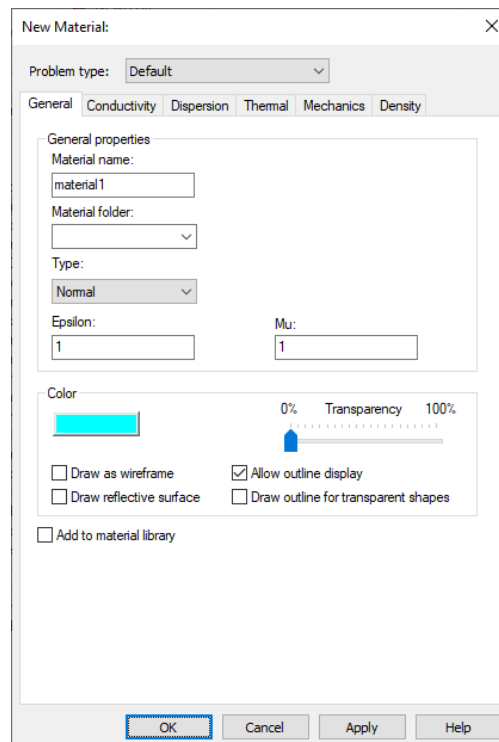 New Material:
Problem type: Default
General Conductivity Dispersion Thermal Mechanics Density
General properties
Material name:
material1
Material folder:
Type:
Normal
Epsilon: Mu:
1 1
Color
0% Transparency 100%
Draw as wireframe Allow outline display
Draw reflective surface Draw outline for transparent shapes
Add to material library
OK Cancel Apply Help